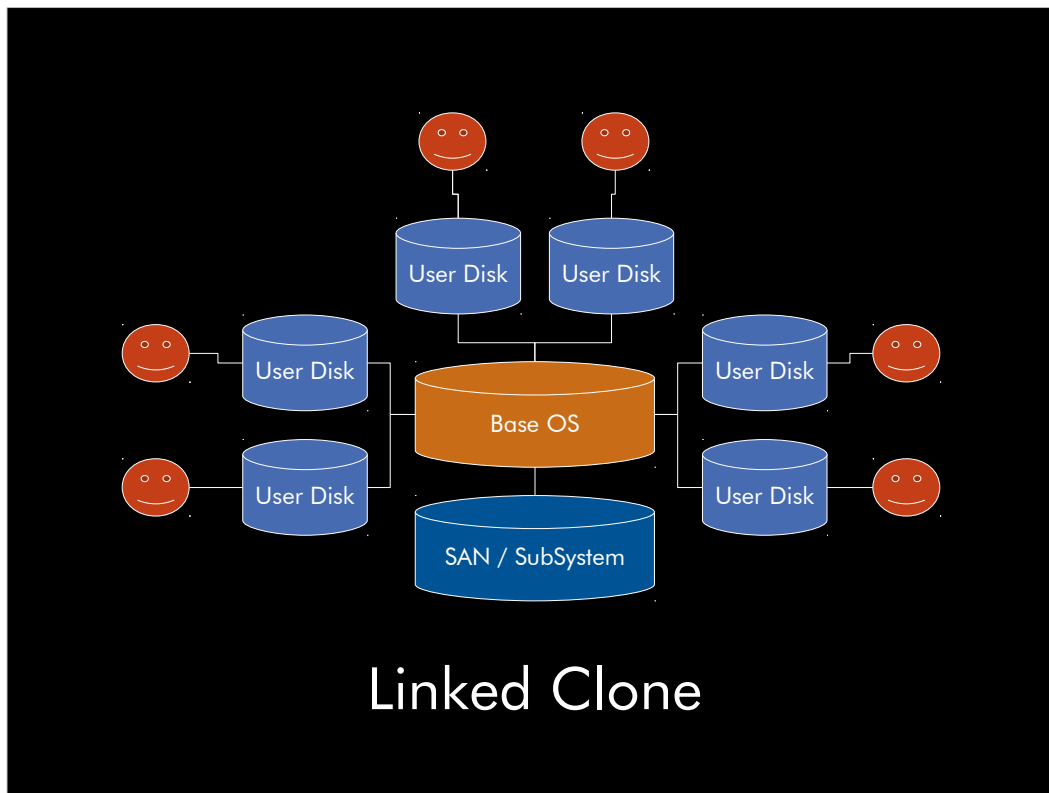 User Disk
User Disk
User Disk
User Disk
Base OS
User Disk
User Disk
SAN / SubSystem
Linked Clone